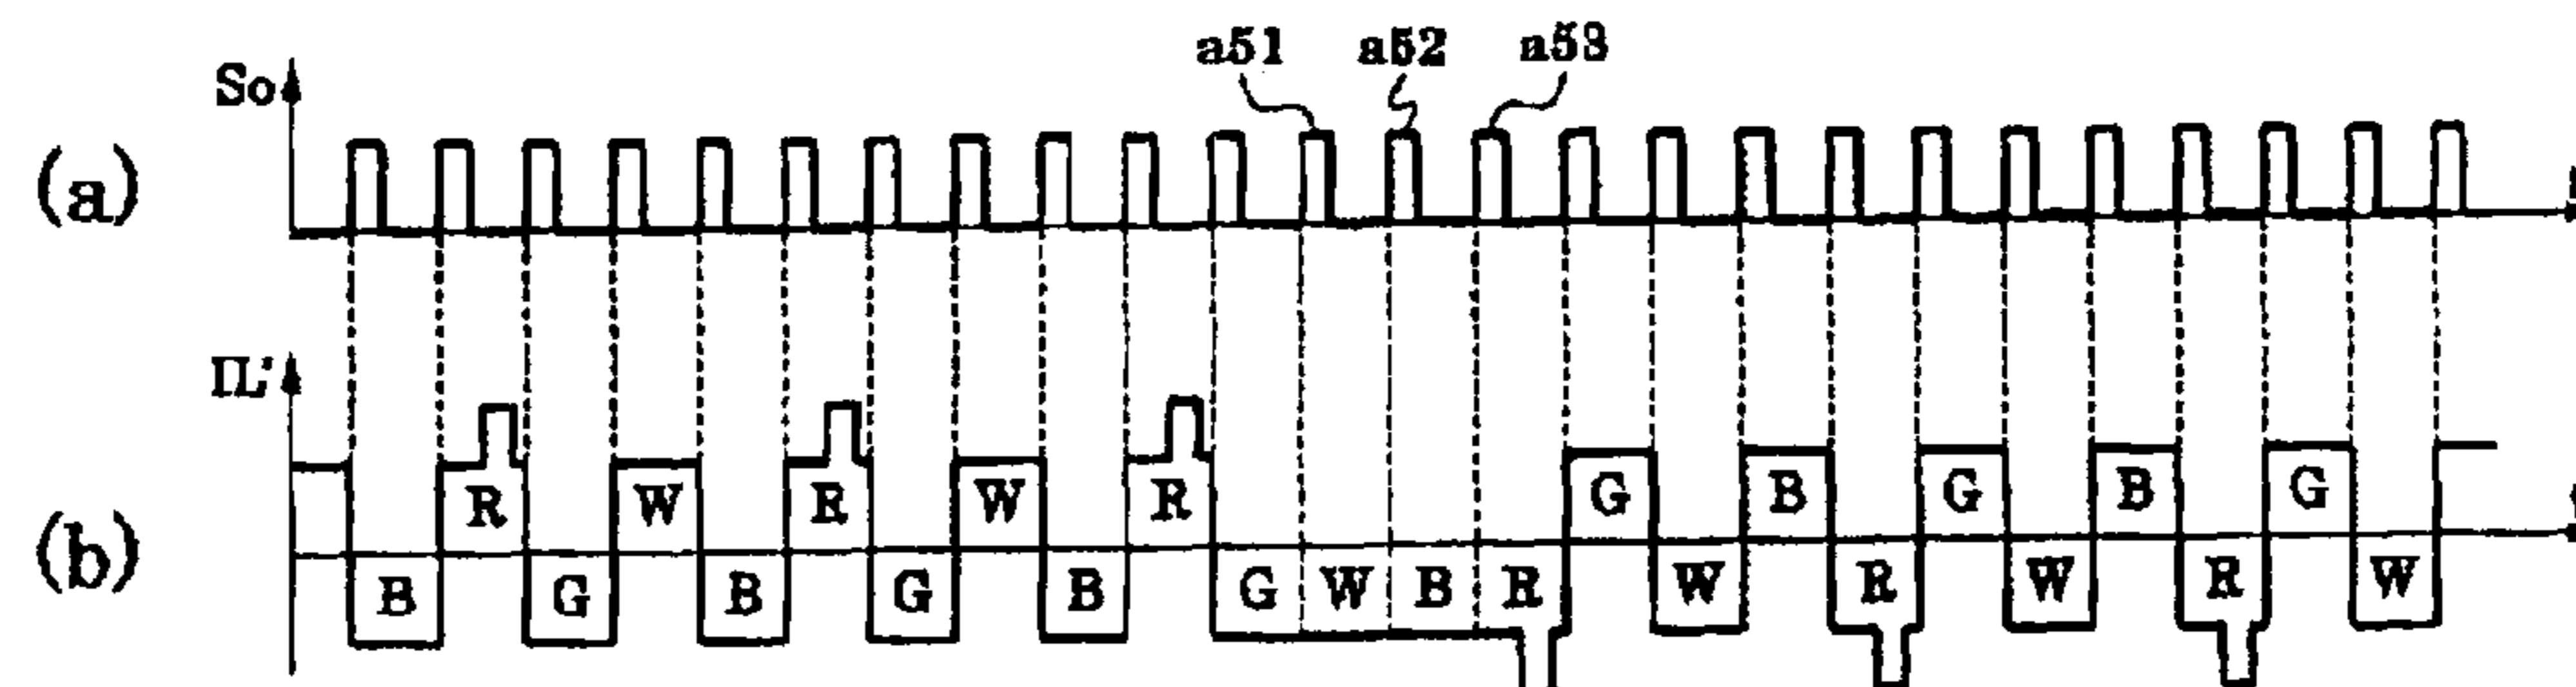 a51 a52 a53
So
(a)
IL'
R W R W R G B G B G
(b)
B G B G B G W B R W R W R W